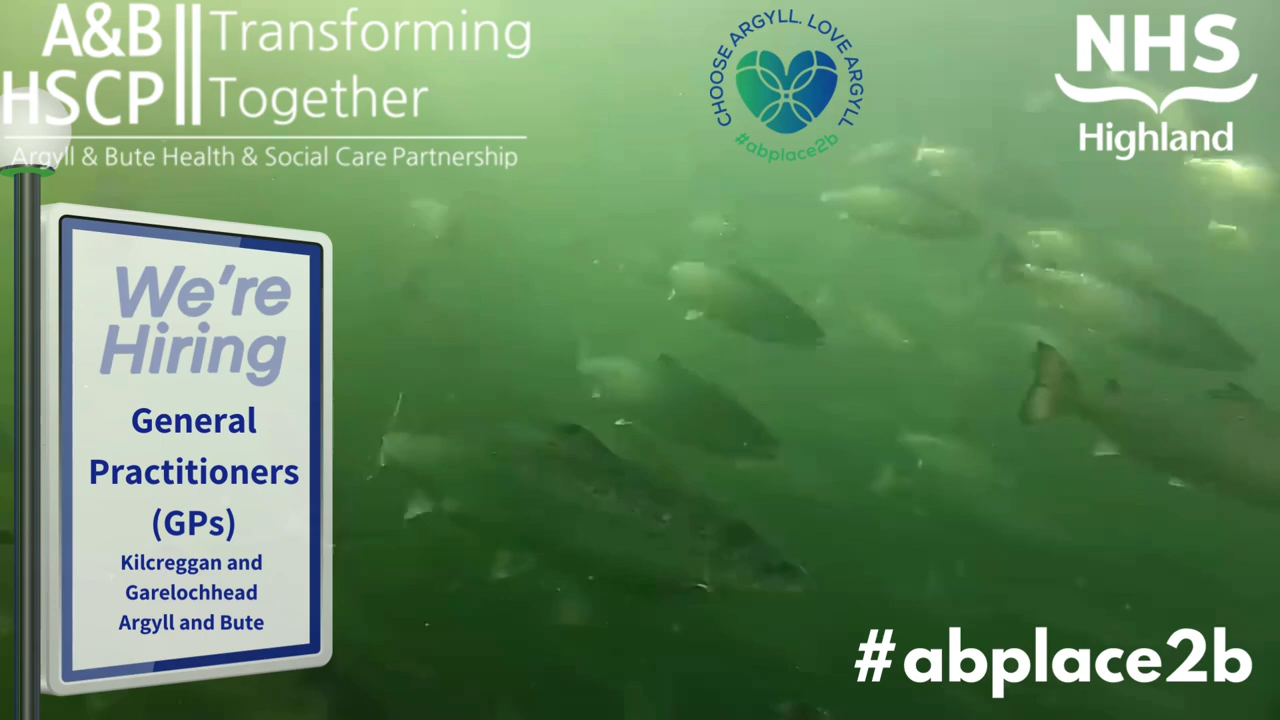 A&B
HSCP
Transforming
Together
Argyll & Bute Health & Social Care Partnership
CHOOSE ARGYLL. LOVE ARGYLL
#abplace2b
NHS
Highland
We're
Hiring
General
Practitioners
(GPs)
Kilcreggan and
Garelochhead
Argyll and Bute
#abplace2b